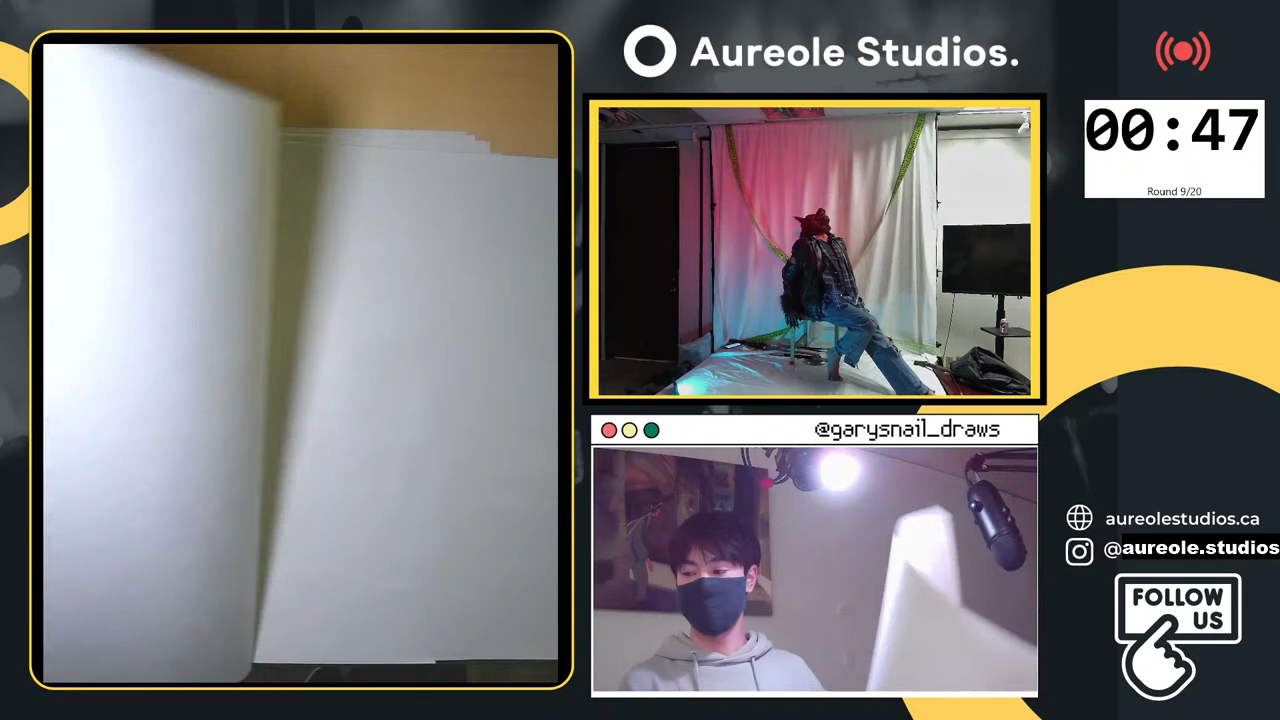 Aureole Studios.
00:47
Round 9/20
@garysnail_draws
aureolestudios.ca
@aureole.studios
FOLLOW
US